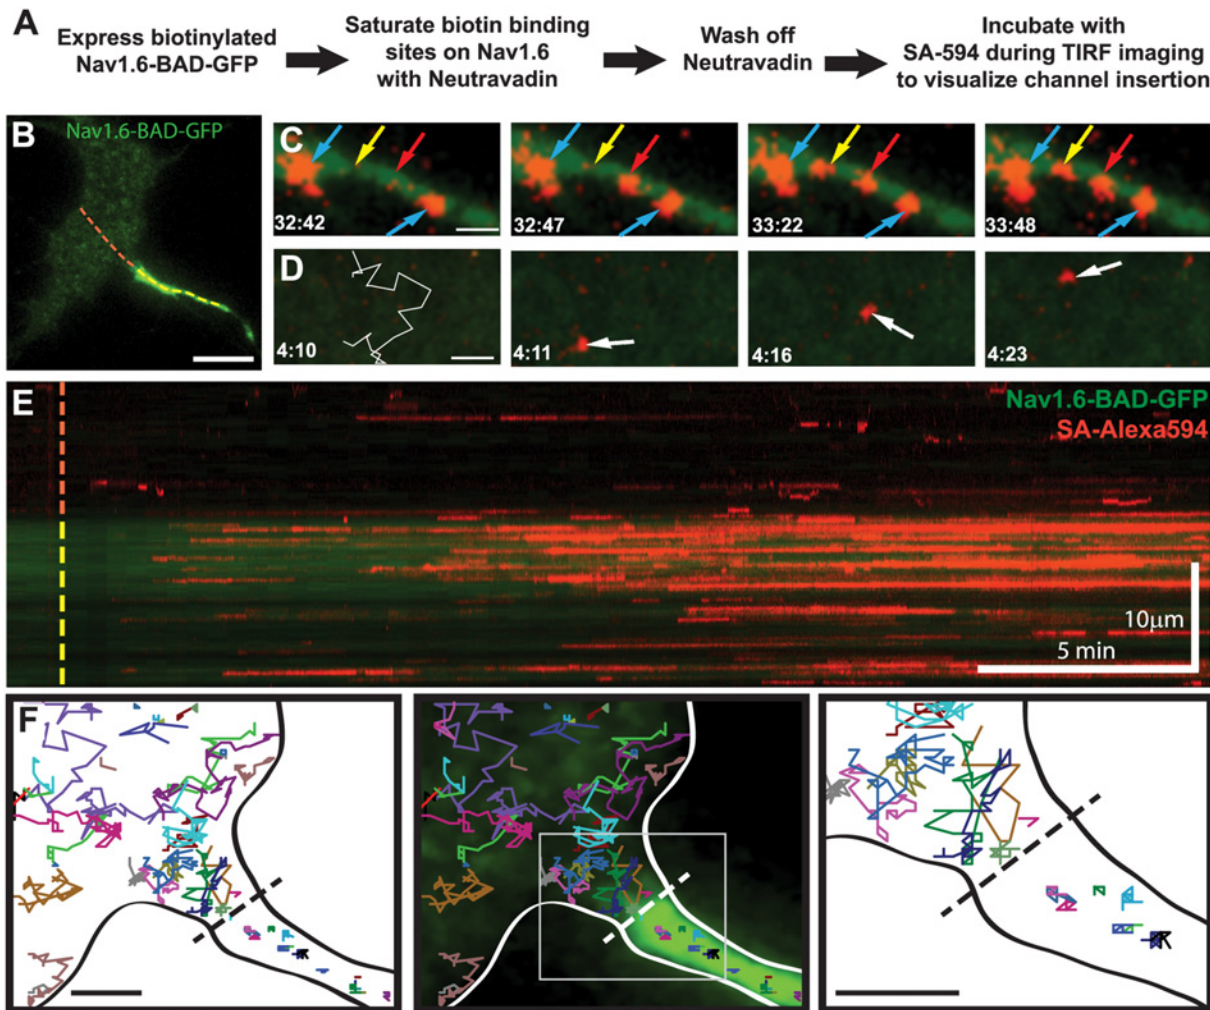 A
Express biotinylated
Nav1.6-BAD-GFP
Saturate biotin binding
sites on Nav1.6
with Neutravadin
Wash off
Neutravadin
Incubate with
SA-594 during TIRF imaging
to visualize channel insertion
B
Nav1.6-BAD-GFP
C
32:42
32:47
33:22
33:48
D
4:10
4:11
4:16
4:23
E
Nav1.6-BAD-GFP
SA-Alexa594
10μm
5 min
F